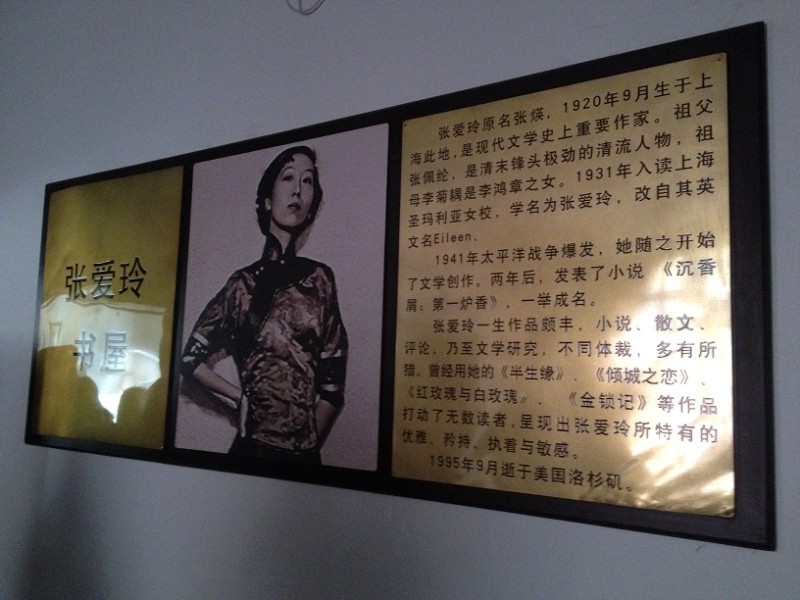 张爱玲
书屋
张爱玲原名张煐，1920年9月生于上
海此地,是现代文学史上重要作家。祖父
张佩纶，是清末锋头极劲的清流人物，祖
母李菊耦是李鸿章之女。1931年入读上海
圣玛利亚女校，学名为张爱玲，改自其英
文名Eileen.
1941年太平洋战争爆发，她随之开始
了文学创作。两年后，发表了小说 《沉香
屑：第一炉香》，一举成名。
张爱玲一生作品颇丰，小说、散文、
评论，乃至文学研究，不同体裁，多有所
猎。曾经用她的《半生缘》、《倾城之恋》、
《红玫瑰与白玫瑰》、 《金锁记》等作品
打动了无数读者,呈现出张爱玲所特有的
优雅、矜持、执看与敏感。
1995年9月逝于美国洛杉矶。